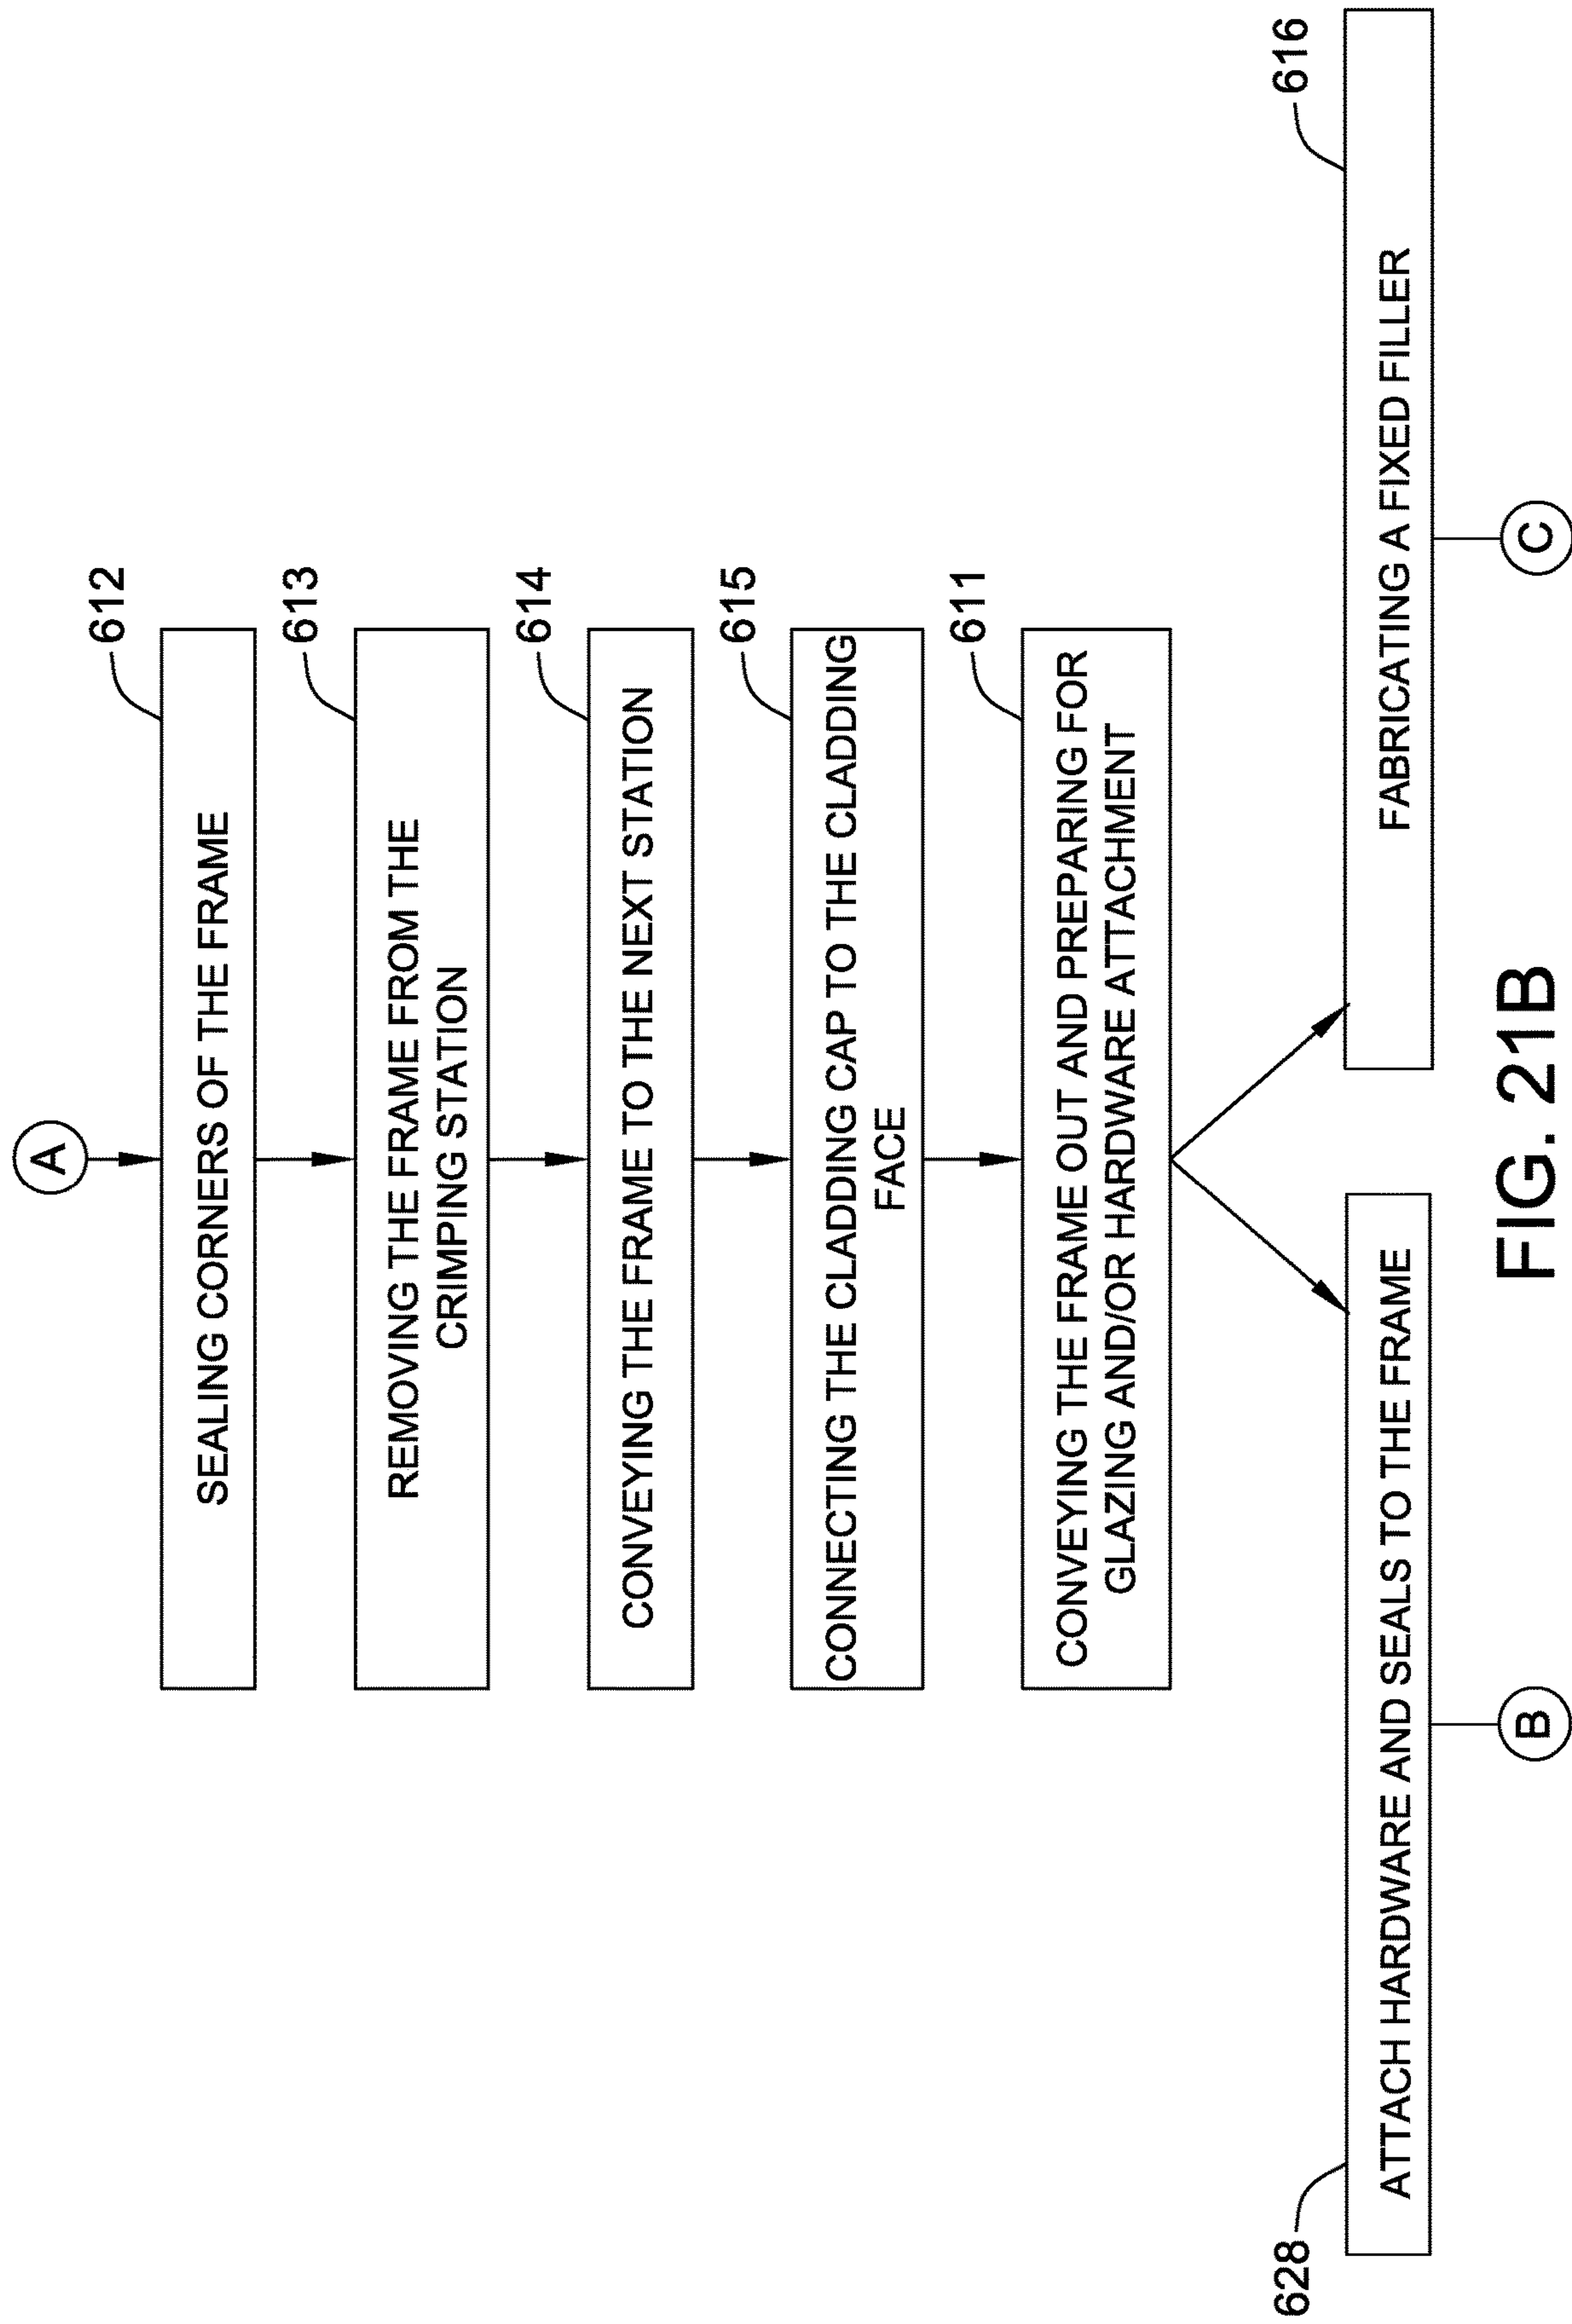 A
612
SEALING CORNERS OF THE FRAME
613
REMOVING THE FRAME FROM THE
CRIMPING STATION
614
CONVEYING THE FRAME TO THE NEXT STATION
615
CONNECTING THE CLADDING CAP TO THE CLADDING
FACE
611
CONVEYING THE FRAME OUT AND PREPARING FOR
GLAZING AND/OR HARDWARE ATTACHMENT
628
ATTACH HARDWARE AND SEALS TO THE FRAME
B
616
FABRICATING A FIXED FILLER
C
FIG. 21B